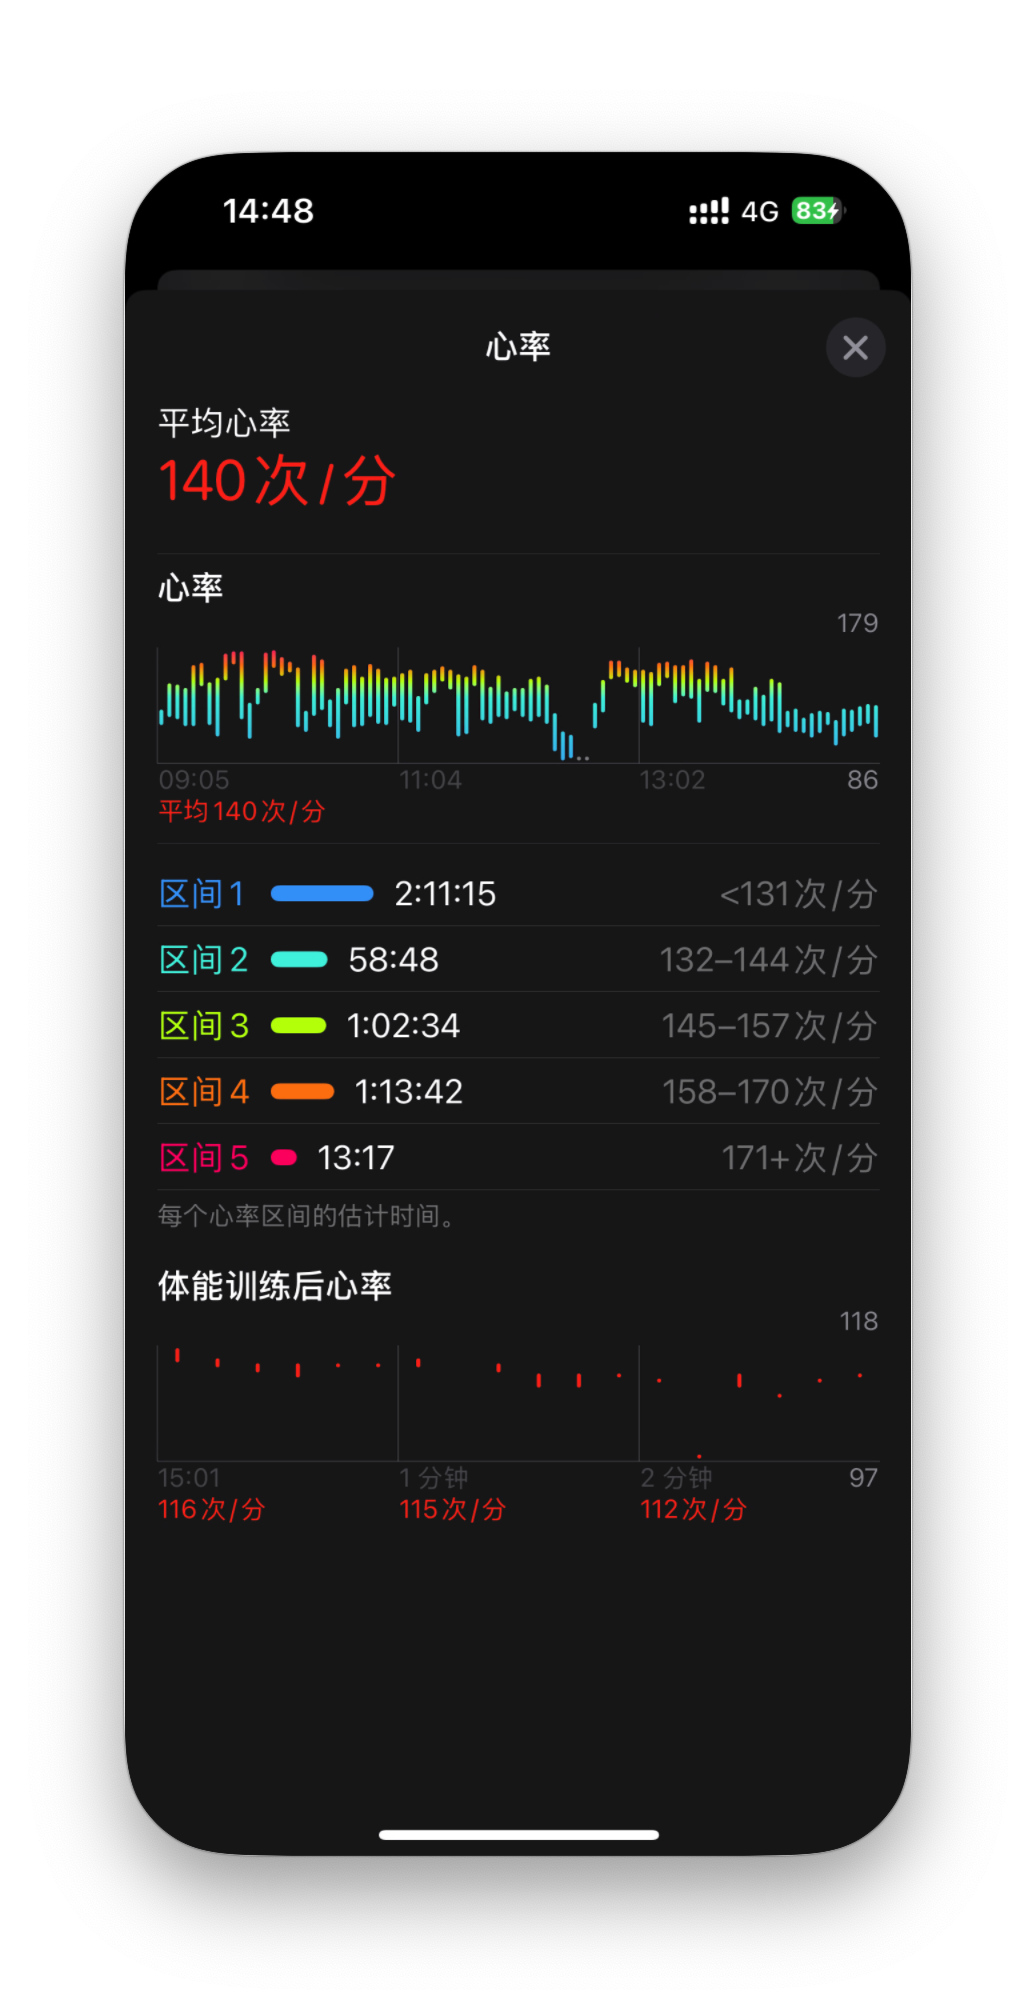 14:48 4G 83
心率
平均心率
140次/分
心率
179
09:05 11:04 13:02 86
平均140次/分
区间1 2:11:15 <131次/分
区间2 58:48 132–144次/分
区间3 1:02:34 145–157次/分
区间4 1:13:42 158–170次/分
区间5 13:17 171+次/分
每个心率区间的估计时间。
体能训练后心率
118
15:01 1 分钟 2 分钟 97
116次/分 115次/分 112次/分